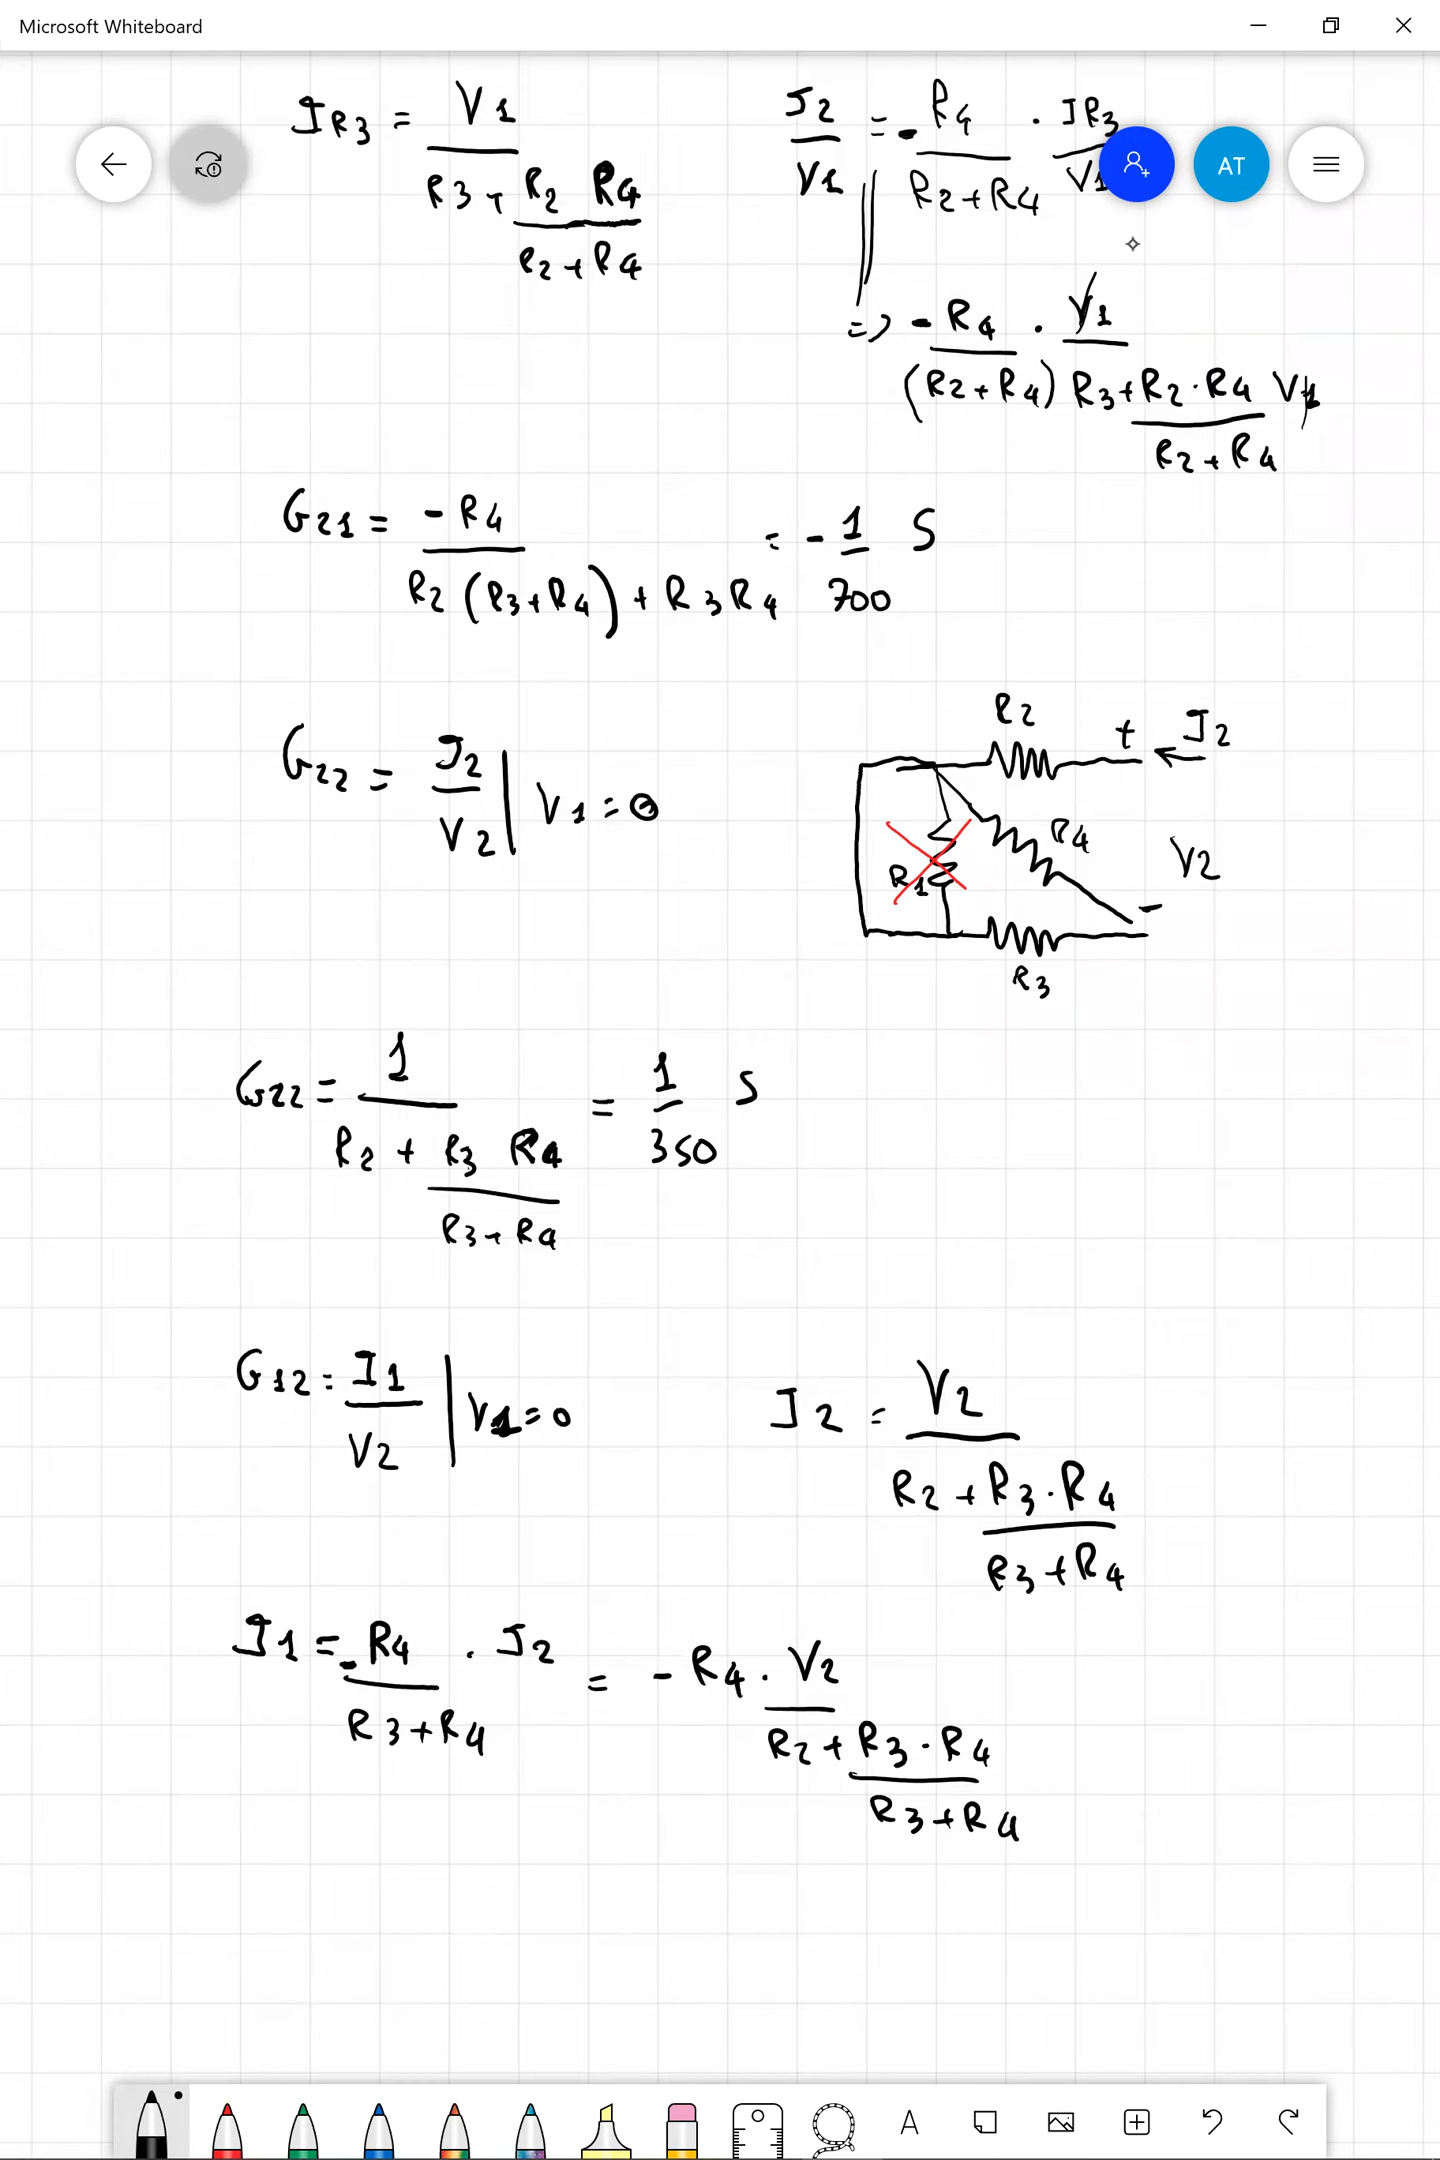 Microsoft Whiteboard
IR3 = V1 / (R3 + R2 R4 / (R2+R4))
I2/V1 = - R4/(R2+R4) · IR3/V1
AT
=> - R4/(R2+R4) · V1 / (R3+R2·R4/(R2+R4)) V1
G21 = -R4 / (R2(R3+R4) + R3R4) = - 1/700 S
G22 = I2/V2 | V1=0
R2
+
I2
R4
R1
V2
-
R3
G22 = 1 / (R2 + R3 R4 / (R3+R4)) = 1/350 S
G12 = I1/V2 | V1=0
I2 = V2 / (R2 + R3·R4 / (R3+R4))
I1 = -R4/(R3+R4) · I2 = - R4 · V2 / (R2 + R3·R4 / (R3+R4))
A